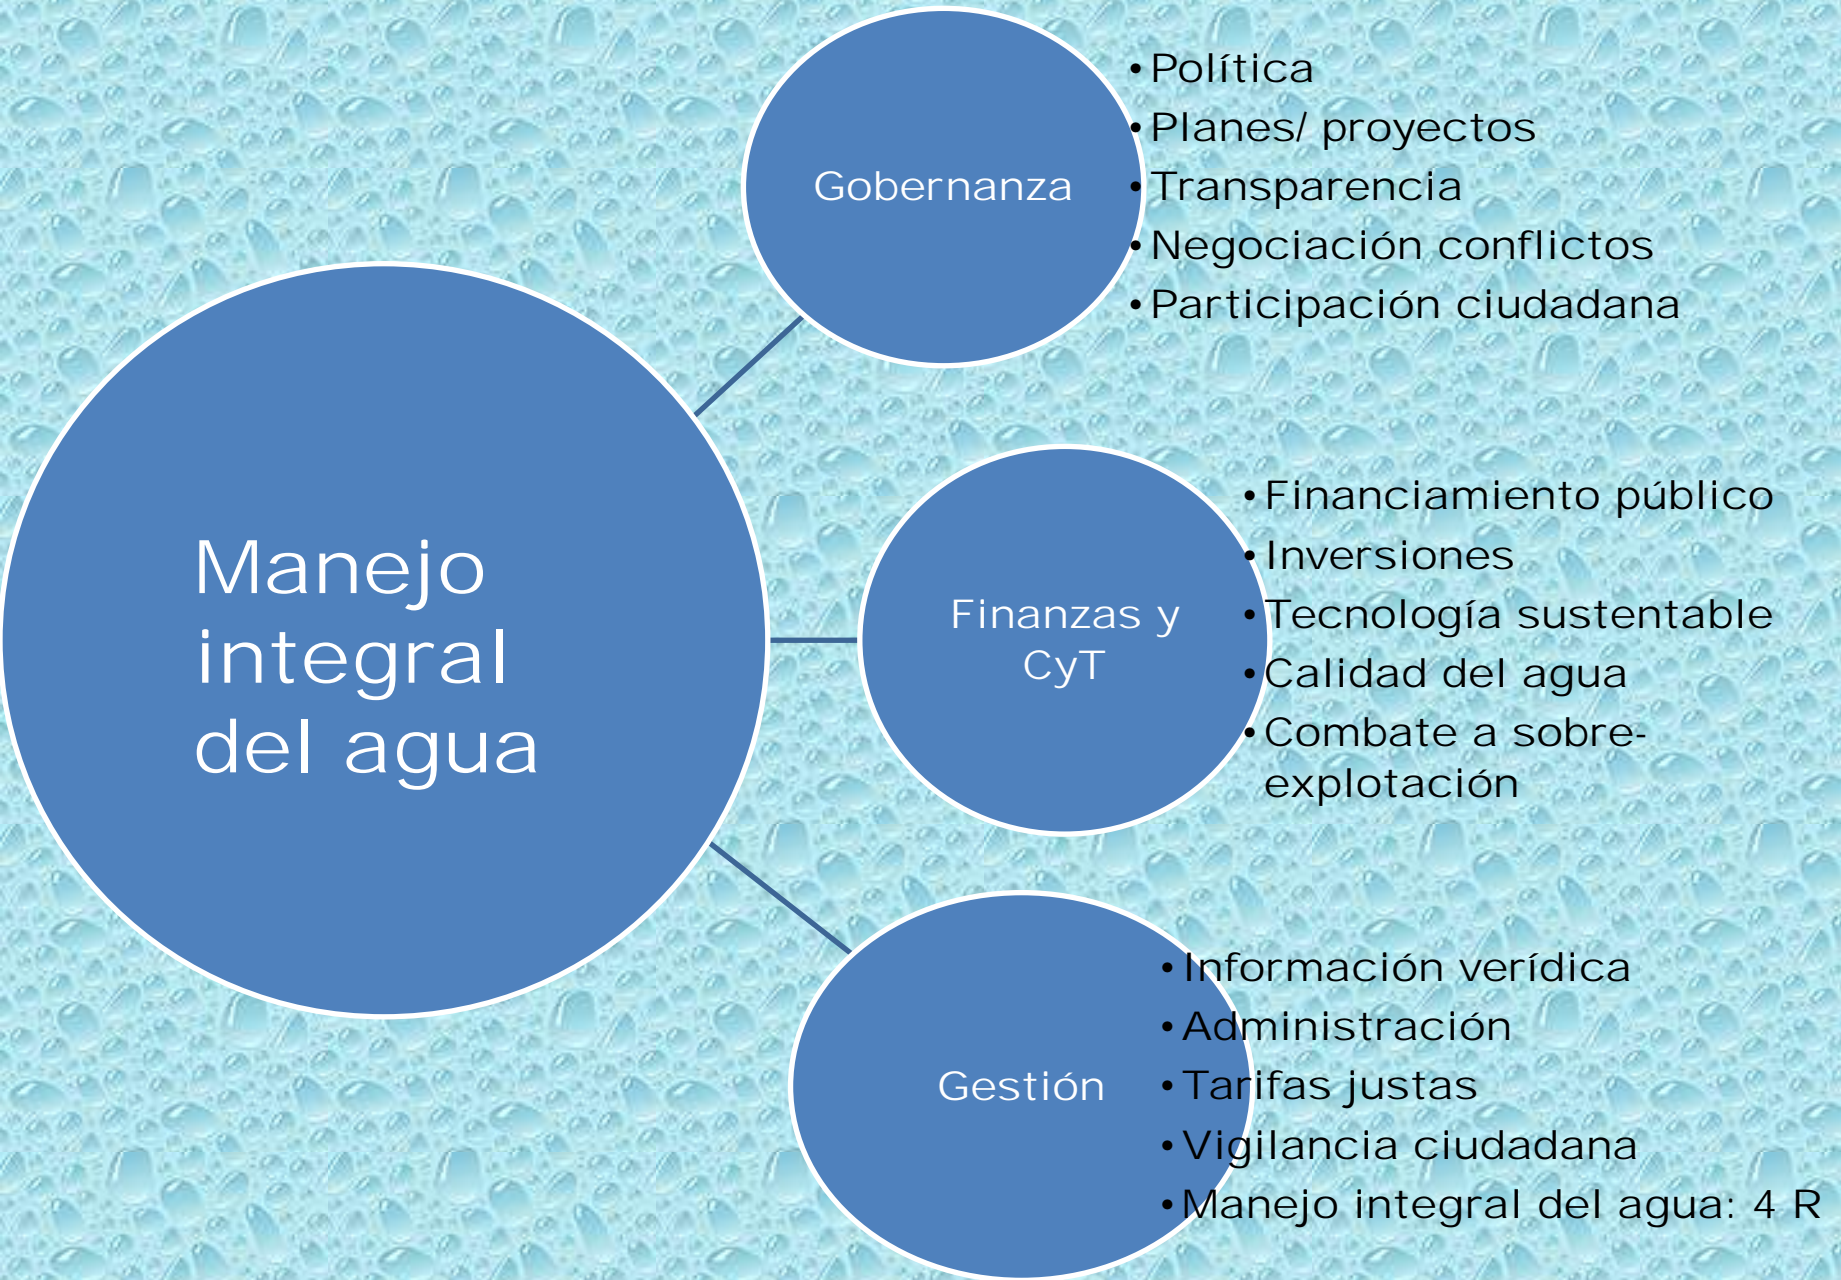 Manejo
integral
del agua
Gobernanza
•Política
•Planes/ proyectos
•Transparencia
•Negociación conflictos
•Participación ciudadana
Finanzas y
CyT
•Financiamiento público
•Inversiones
•Tecnología sustentable
•Calidad del agua
•Combate a sobre-
explotación
Gestión
•Información verídica
•Administración
•Tarifas justas
•Vigilancia ciudadana
•Manejo integral del agua: 4 R